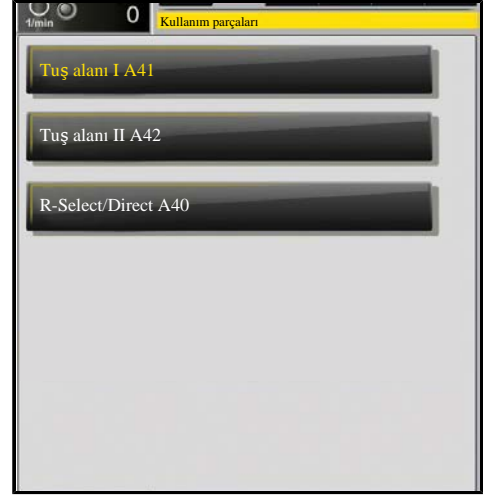 1/min
0
Kullanım parçaları
Tuş alanı I A41
Tuş alanı II A42
R-Select/Direct A40